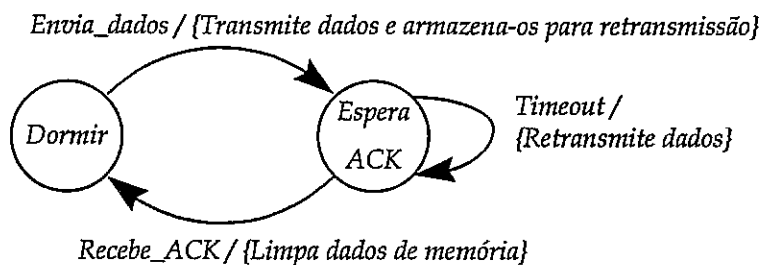 Envia_dados / {Transmite dados e armazena-os para retransmissão}
Dormir
Espera
ACK
Timeout /
{Retransmite dados}
Recebe_ACK / {Limpa dados de memória}